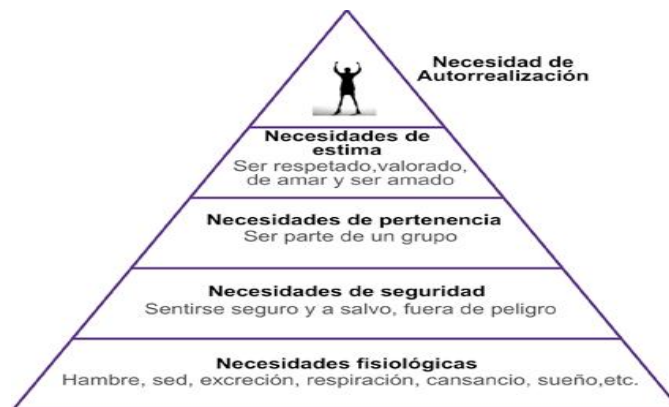 Necesidad de
Autorrealización
Necesidades de
estima
Ser respetado,valorado,
de amar y ser amado
Necesidades de pertenencia
Ser parte de un grupo
Necesidades de seguridad
Sentirse seguro y a salvo, fuera de peligro
Necesidades fisiológicas
Hambre, sed, excreción, respiración, cansancio, sueño,etc.